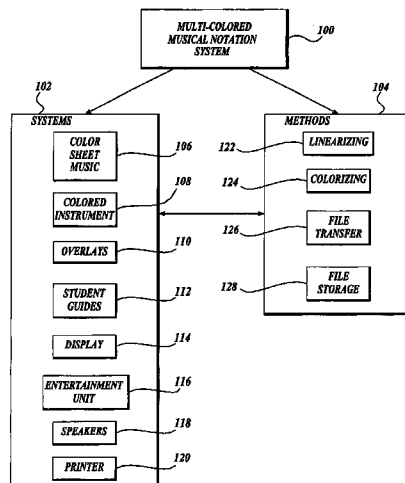 MULTI-COLORED
MUSICAL NOTATION
SYSTEM
100
102
104
SYSTEMS
COLOR
SHEET
MUSIC
106
COLORED
INSTRUMENT
108
OVERLAYS
110
STUDENT
GUIDES
112
DISPLAY
114
ENTERTAINMENT
UNIT
116
SPEAKERS
118
PRINTER
120
METHODS
122
LINEARIZING
124
COLORIZING
126
FILE
TRANSFER
128
FILE
STORAGE